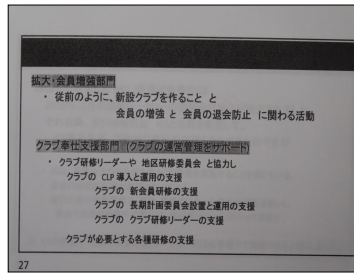 拡大・会員増強部門
・ 従前のように、新設クラブを作ること と
会員の増強 と 会員の退会防止 に関わる活動
クラブ奉仕支援部門 (クラブの運営管理をサポート)
・ クラブ研修リーダーや 地区研修委員会 と協力し
クラブの CLP 導入と運用の支援
クラブの 新会員研修の支援
クラブの 長期計画委員会設置と運用の支援
クラブの クラブ研修リーダーの支援
クラブが必要とする各種研修の支援
27